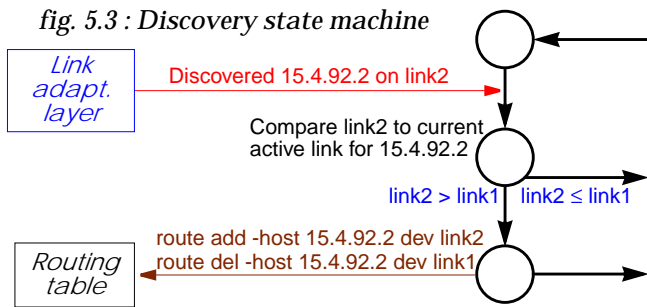 fig. 5.3 : Discovery state machine
Link
adapt.
layer
Discovered 15.4.92.2 on link2
Compare link2 to current
active link for 15.4.92.2
link2 > link1
link2 ≤ link1
route add -host 15.4.92.2 dev link2
route del -host 15.4.92.2 dev link1
Routing
table